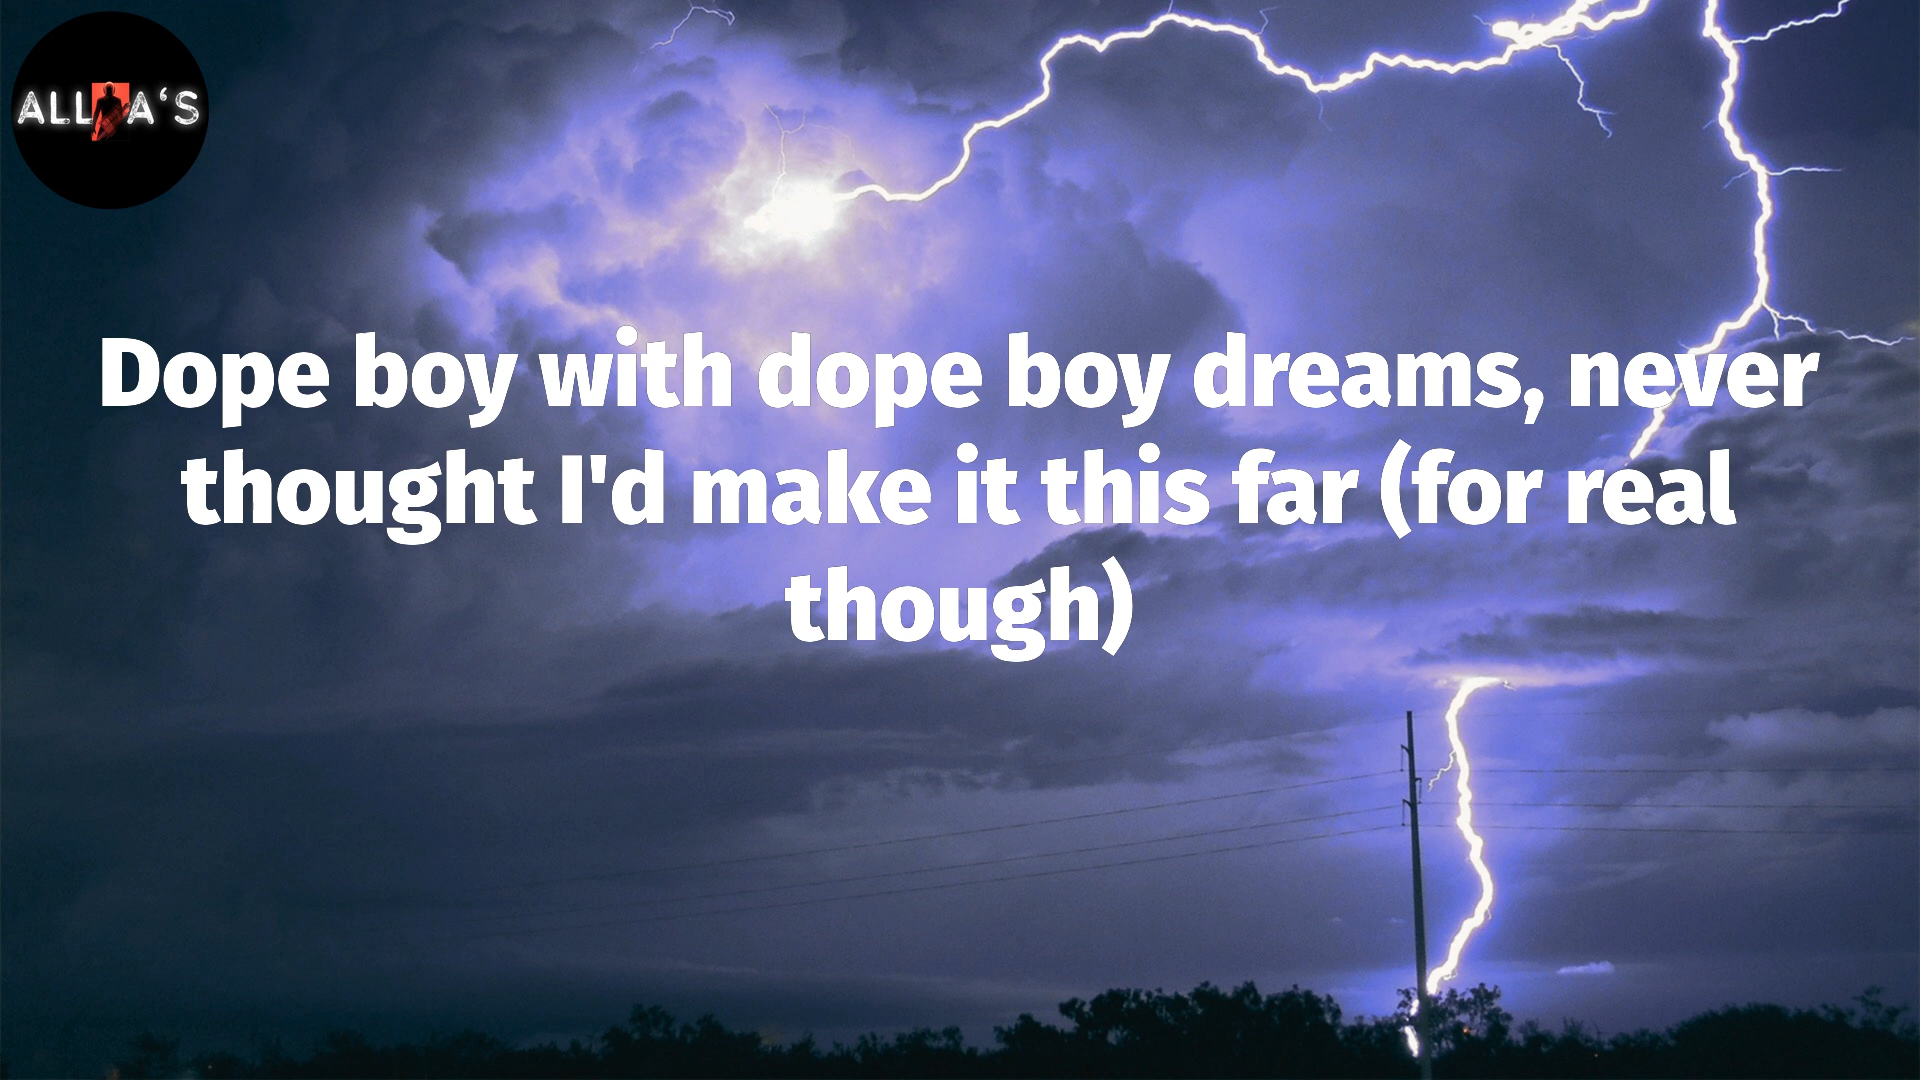 ALL A‘S
Dope boy with dope boy dreams, never
thought I'd make it this far (for real
though)